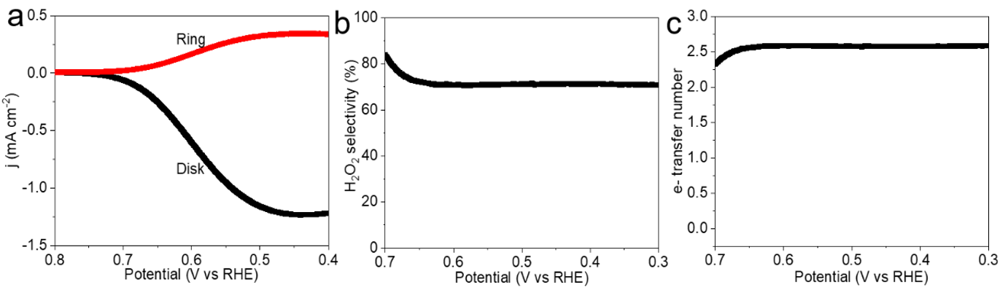 a
0.5
0.0
-0.5
-1.0
-1.5
j (mA cm⁻²)
Ring
Disk
0.8 0.7 0.6 0.5 0.4
Potential (V vs RHE)
b
100
80
60
40
20
0
H₂O₂ selectivity (%)
0.7 0.6 0.5 0.4 0.3
Potential (V vs RHE)
c
3.0
2.5
2.0
1.5
1.0
0.5
0.0
e- transfer number
0.7 0.6 0.5 0.4 0.3
Potential (V vs RHE)